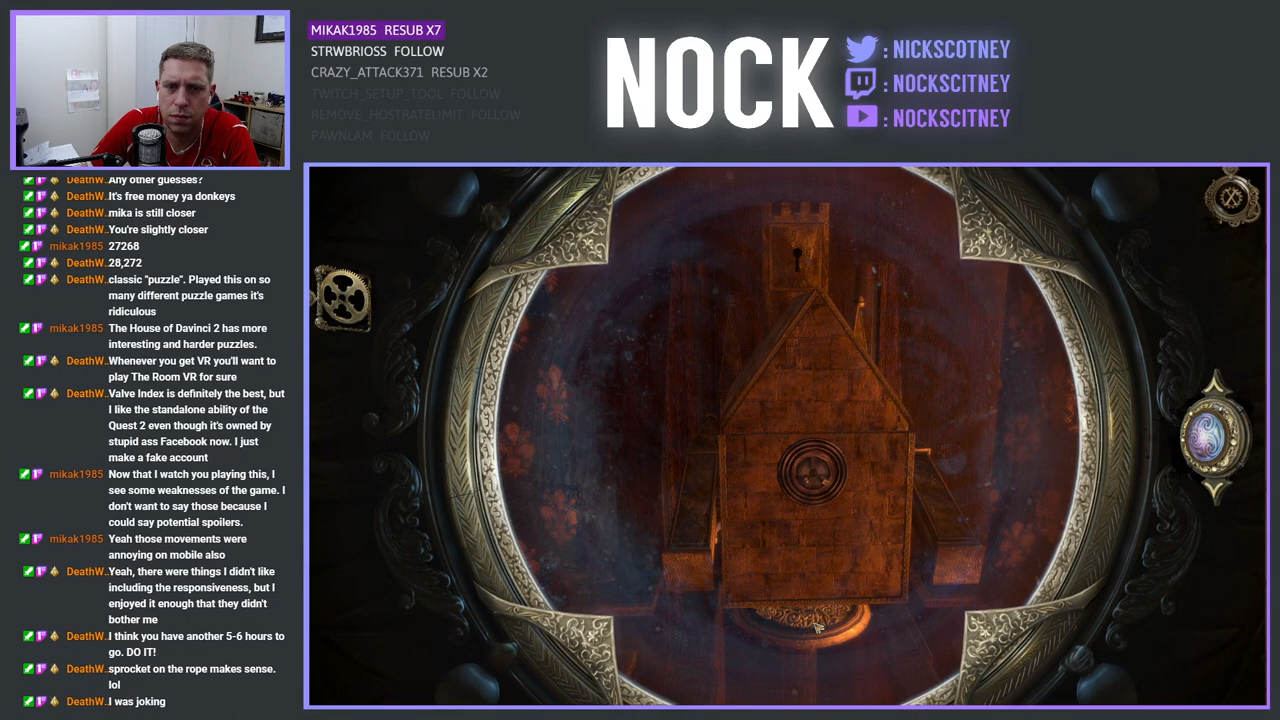 MIKAK1985 RESUB X7
STRWBRIOSS FOLLOW
CRAZY_ATTACK371 RESUB X2
TWITCH_SETUP_TOOL FOLLOW
REMOVE_HOSTRATELIMIT FOLLOW
PAWNLAM FOLLOW
NOCK
: NICKSCOTNEY
: NOCKSCITNEY
: NOCKSCITNEY
DeathW..Any other guesses?
DeathW..It's free money ya donkeys
DeathW..mika is still closer
DeathW..You're slightly closer
mikak1985 27268
DeathW..28,272
DeathW..classic "puzzle". Played this on so
many different puzzle games it's
ridiculous
mikak1985 The House of Davinci 2 has more
interesting and harder puzzles.
DeathW..Whenever you get VR you'll want to
play The Room VR for sure
DeathW..Valve Index is definitely the best, but
I like the standalone ability of the
Quest 2 even though it's owned by
stupid ass Facebook now. I just
make a fake account
mikak1985 Now that I watch you playing this, I
see some weaknesses of the game. I
don't want to say those because I
could say potential spoilers.
mikak1985 Yeah those movements were
annoying on mobile also
DeathW..Yeah, there were things I didn't like
including the responsiveness, but I
enjoyed it enough that they didn't
bother me
DeathW..I think you have another 5-6 hours to
go. DO IT!
DeathW..sprocket on the rope makes sense.
lol
DeathW..I was joking